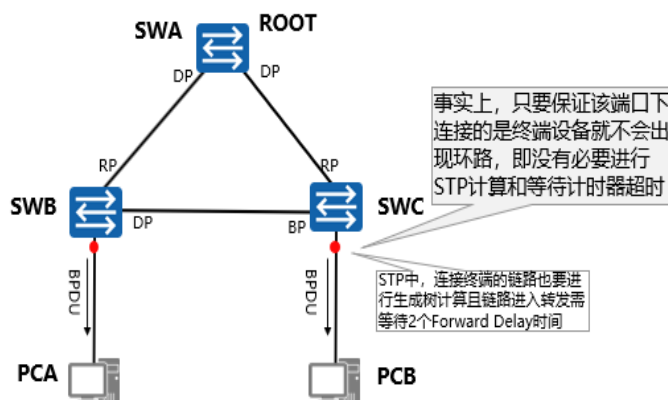 ROOT
SWA
DP
DP
事实上，只要保证该端口下
连接的是终端设备就不会出
现环路，即没有必要进行
STP计算和等待计时器超时
RP
RP
SWB
DP
BP
SWC
BPDU
BPDU
STP中，连接终端的链路也要进
行生成树计算且链路进入转发需
等待2个Forward Delay时间
PCA
PCB